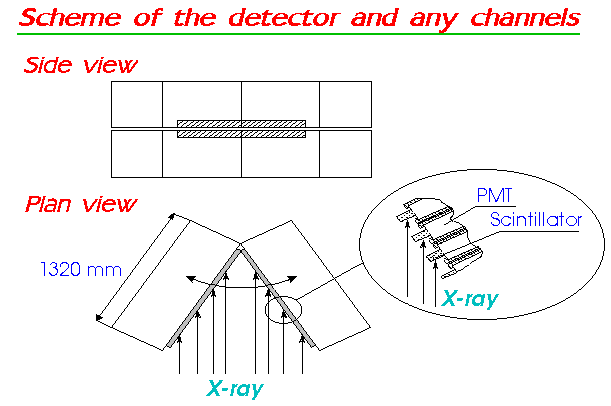 Scheme of the detector and any channels
Side view
Plan view
PMT
Scintillator
1320 mm
X-ray
X-ray